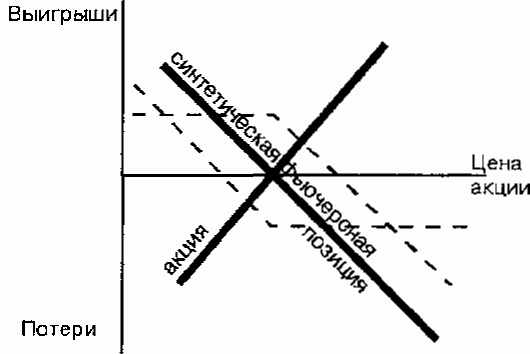 Выигрыши
синтетическая фьючерсная
позиция
Цена
акции
акция
Потери